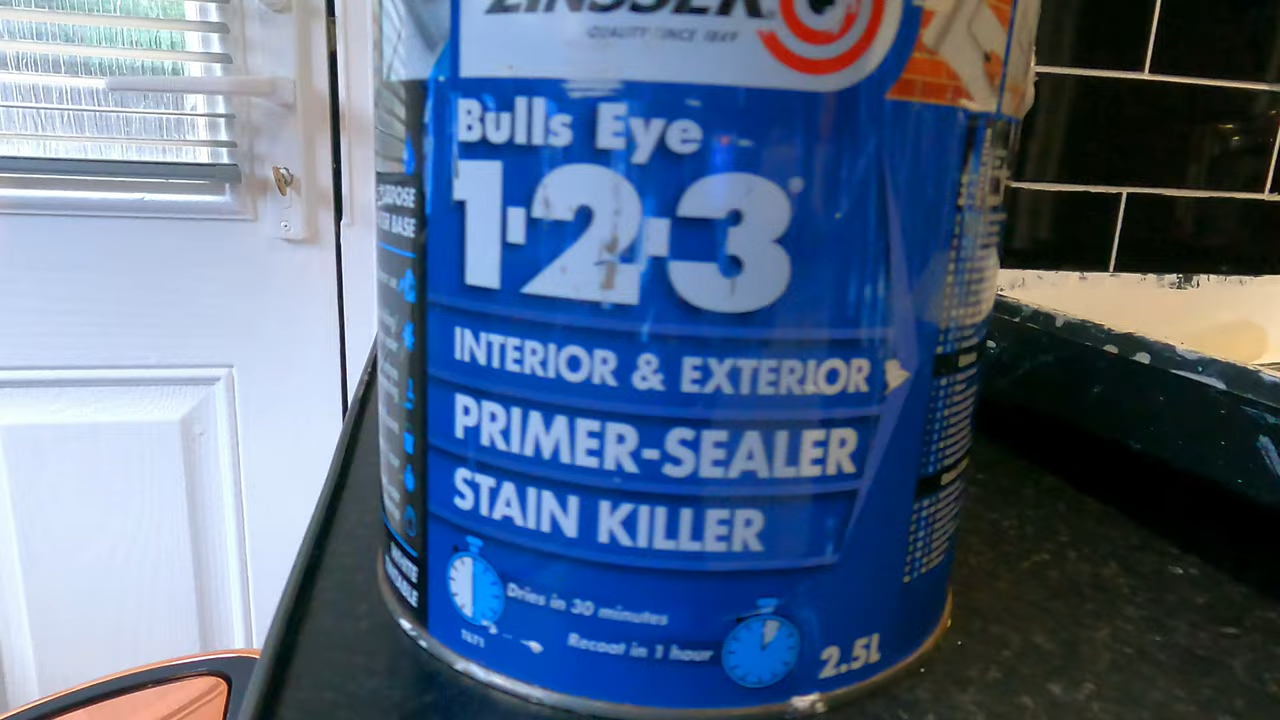 ZINSSER
QUALITY SINCE 1849
Bulls Eye
1·2·3
INTERIOR & EXTERIOR
PRIMER-SEALER
STAIN KILLER
Dries in 30 minutes
Recoat in 1 hour
2.5L